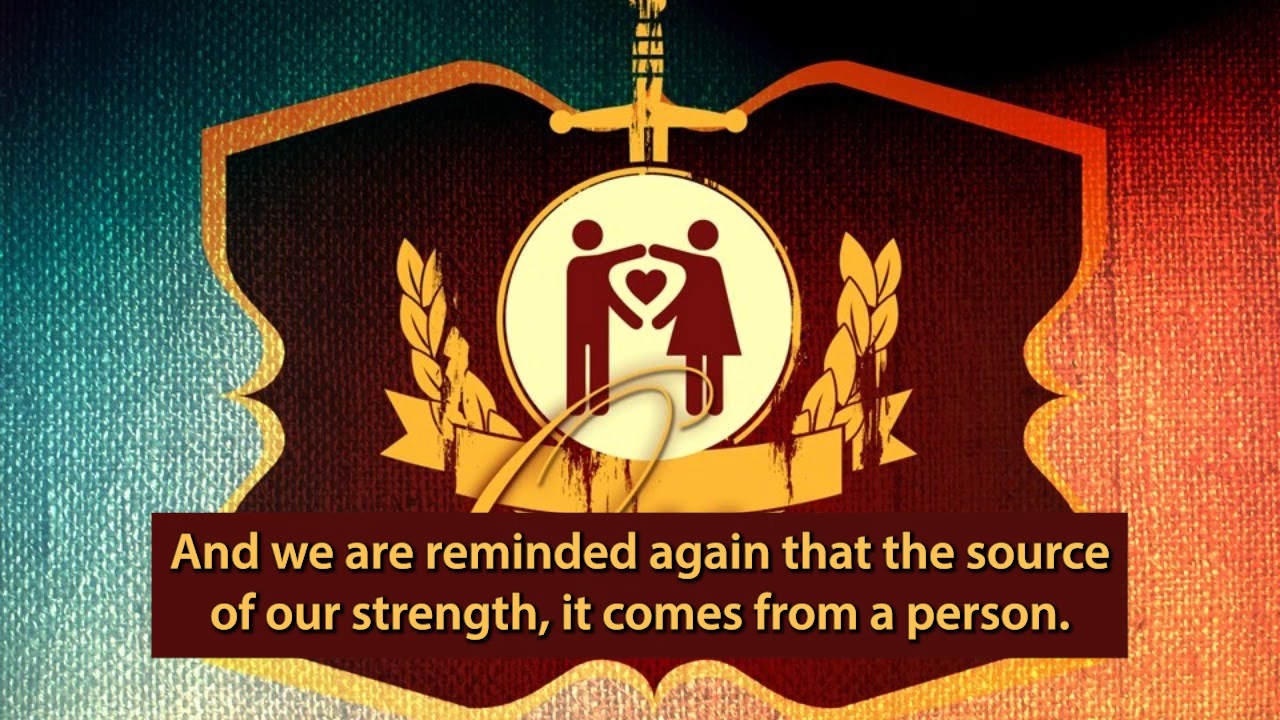 And we are reminded again that the source
of our strength, it comes from a person.